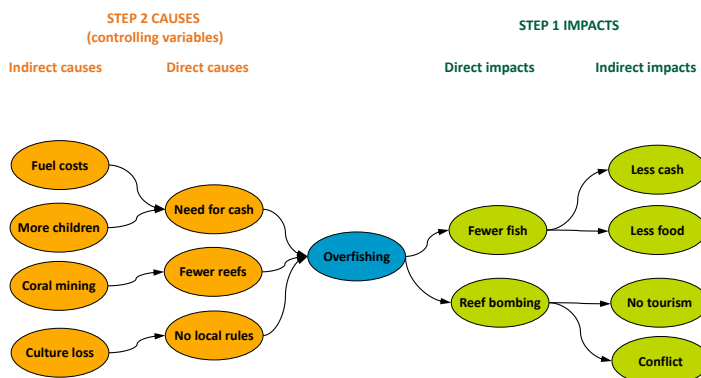 STEP 2 CAUSES
(controlling variables)
STEP 1 IMPACTS
Indirect causes
Direct causes
Direct impacts
Indirect impacts
Fuel costs
More children
Coral mining
Culture loss
Need for cash
Fewer reefs
No local rules
Overfishing
Fewer fish
Reef bombing
Less cash
Less food
No tourism
Conflict